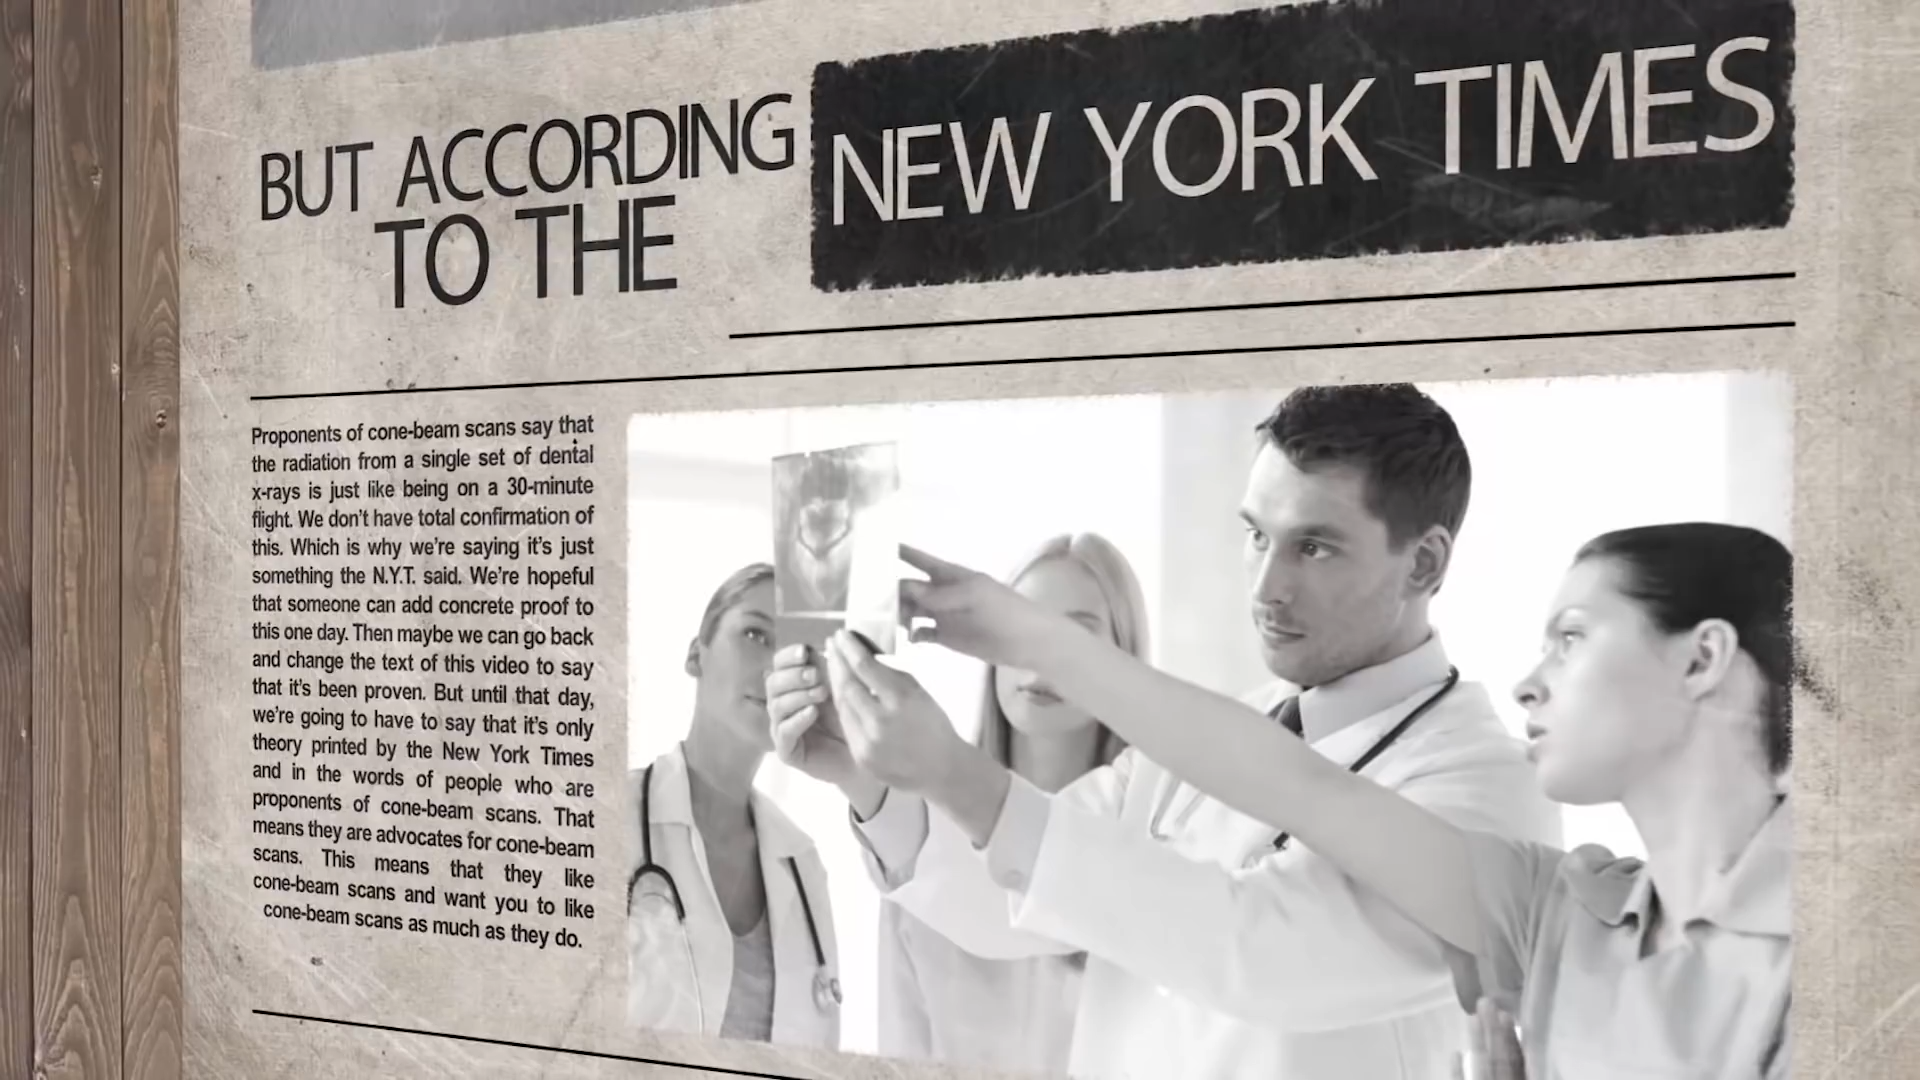 BUT ACCORDING
TO THE
NEW YORK TIMES
Proponents of cone-beam scans say that
the radiation from a single set of dental
x-rays is just like being on a 30-minute
flight. We don't have total confirmation of
this. Which is why we're saying it's just
something the N.Y.T. said. We're hopeful
that someone can add concrete proof to
this one day. Then maybe we can go back
and change the text of this video to say
that it's been proven. But until that day,
we're going to have to say that it's only
theory printed by the New York Times
and in the words of people who are
proponents of cone-beam scans. That
means they are advocates for cone-beam
scans. This means that they like
cone-beam scans and want you to like
cone-beam scans as much as they do.